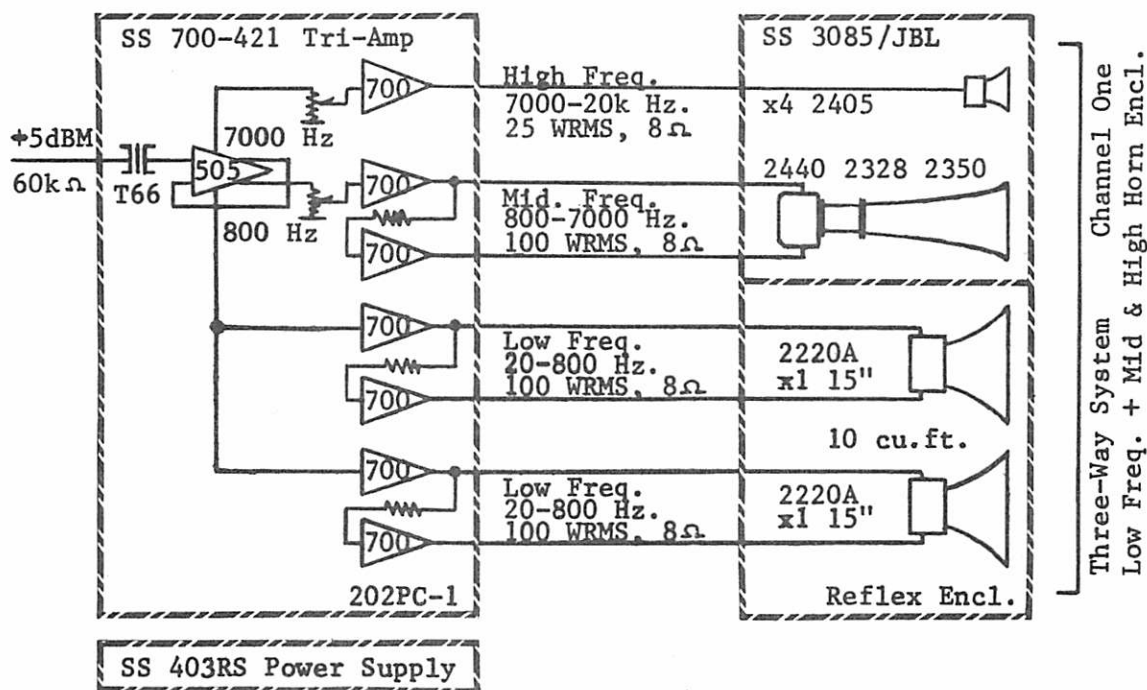 SS 700-421 Tri-Amp
700
+5dBM
60kΩ
T66
505
7000 Hz
800 Hz
700
700
700
700
700
700
202PC-1
SS 403RS Power Supply
High Freq.
7000-20k Hz.
25 WRMS, 8Ω
Mid. Freq.
800-7000 Hz.
100 WRMS, 8Ω
Low Freq.
20-800 Hz.
100 WRMS, 8Ω
Low Freq.
20-800 Hz.
100 WRMS, 8Ω
SS 3085/JBL
x4 2405
2440 2328 2350
2220A
x1 15"
10 cu.ft.
2220A
x1 15"
Reflex Encl.
Three-Way System Channel One
Low Freq. + Mid & High Horn Encl.